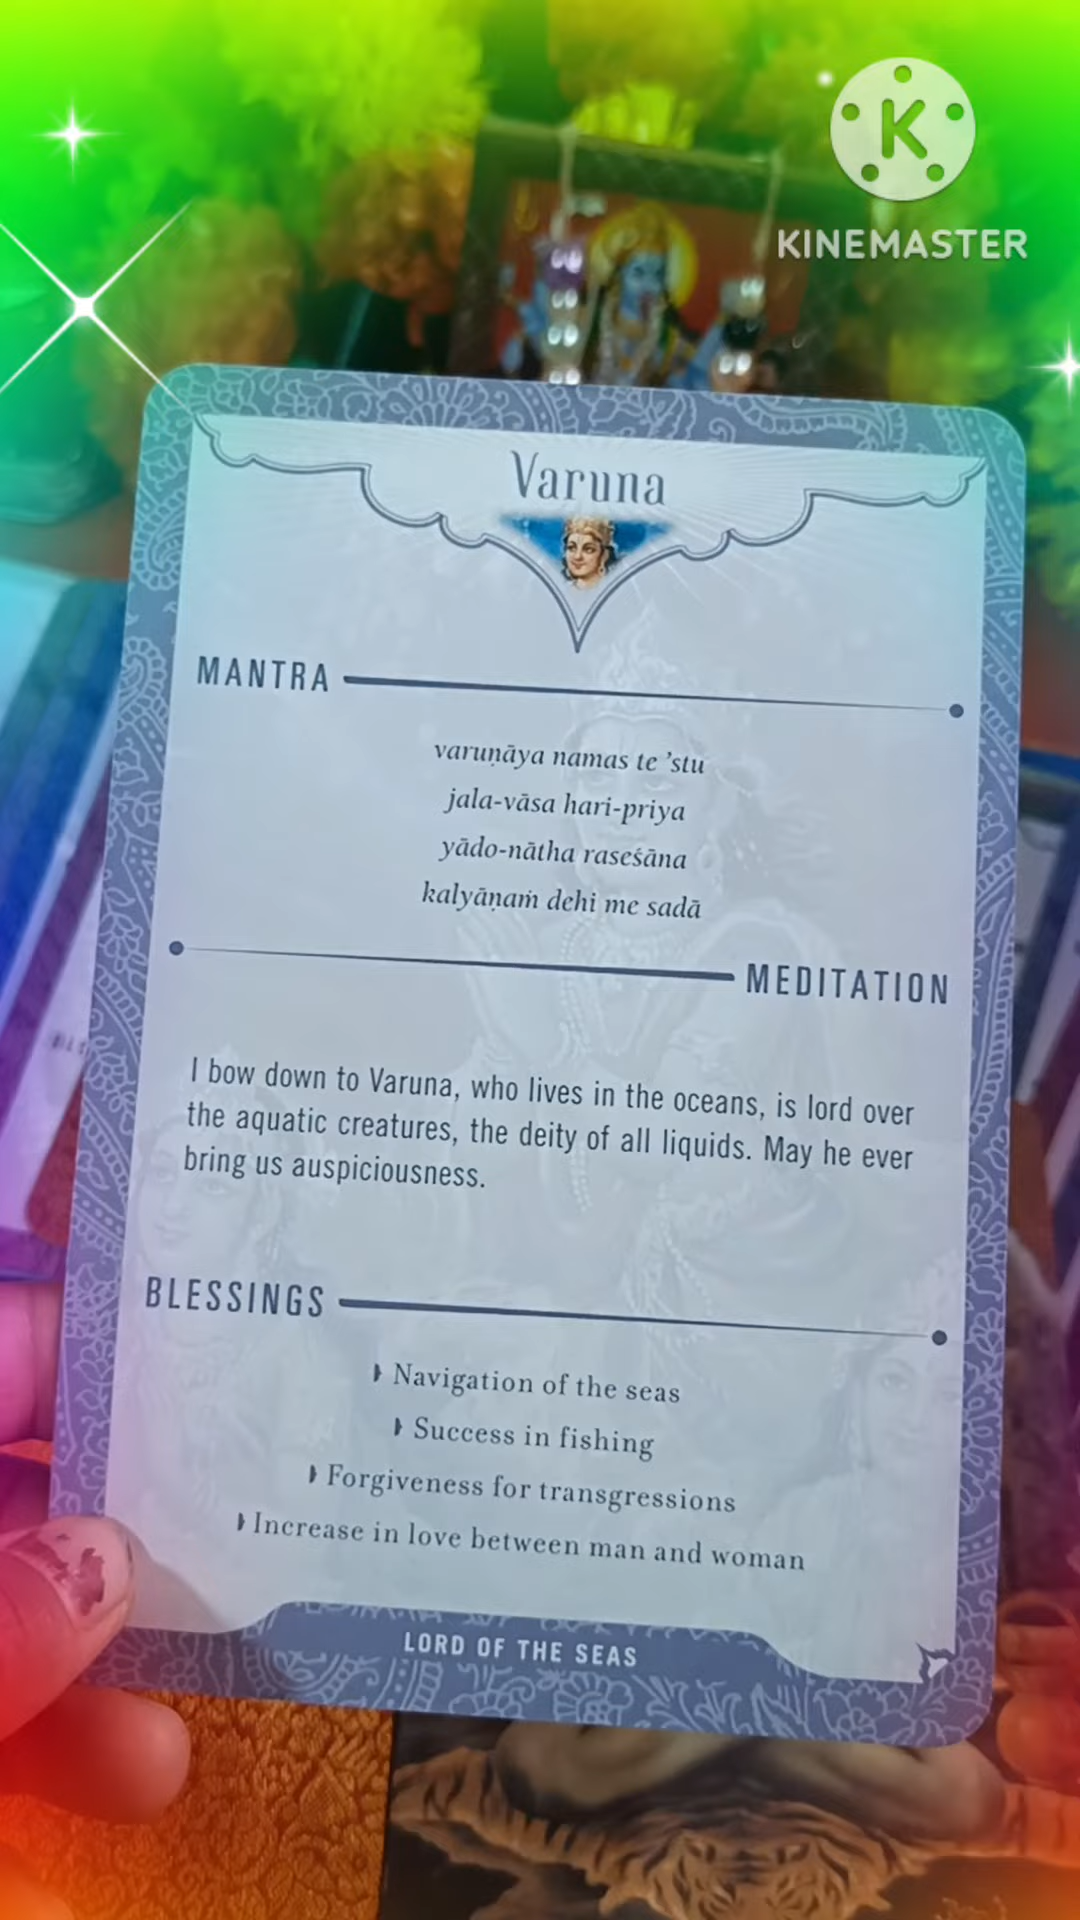 K
KINEMASTER
Varuna
MANTRA
varuṇāya namas te ’stu
jala-vāsa hari-priya
yādo-nātha raseśāna
kalyāṇaṁ dehi me sadā
MEDITATION
I bow down to Varuna, who lives in the oceans, is lord over
the aquatic creatures, the deity of all liquids. May he ever
bring us auspiciousness.
BLESSINGS
Navigation of the seas
Success in fishing
Forgiveness for transgressions
Increase in love between man and woman
LORD OF THE SEAS